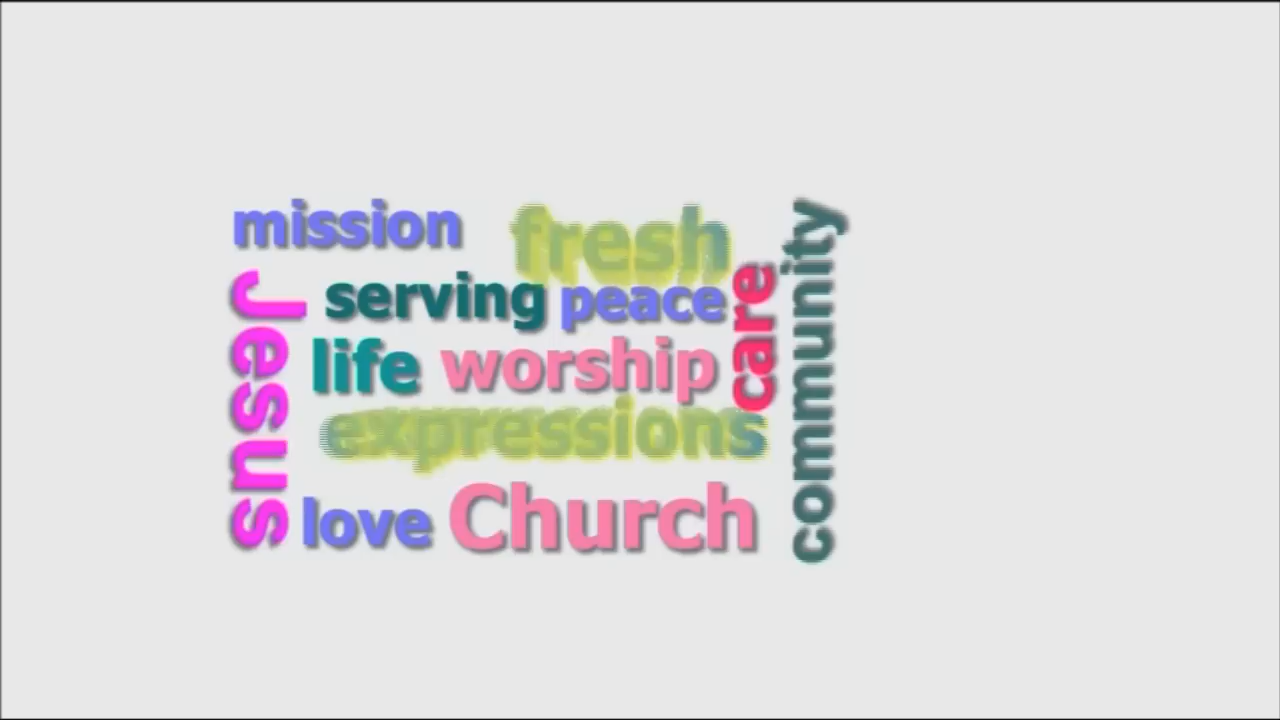 mission
fresh
Jesus
serving
peace
care
community
life
worship
expressions
love
Church